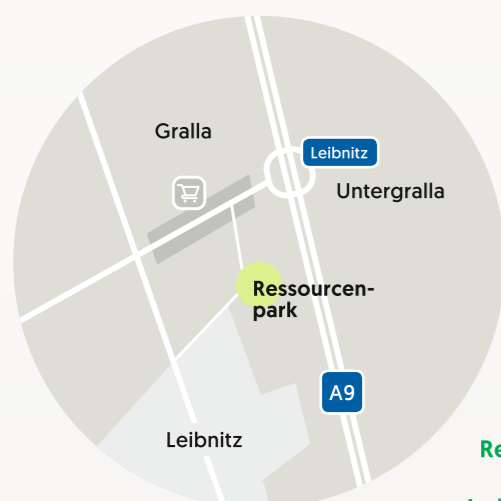 Gralla
Leibnitz
Untergralla
Ressourcen-
park
A9
Leibnitz